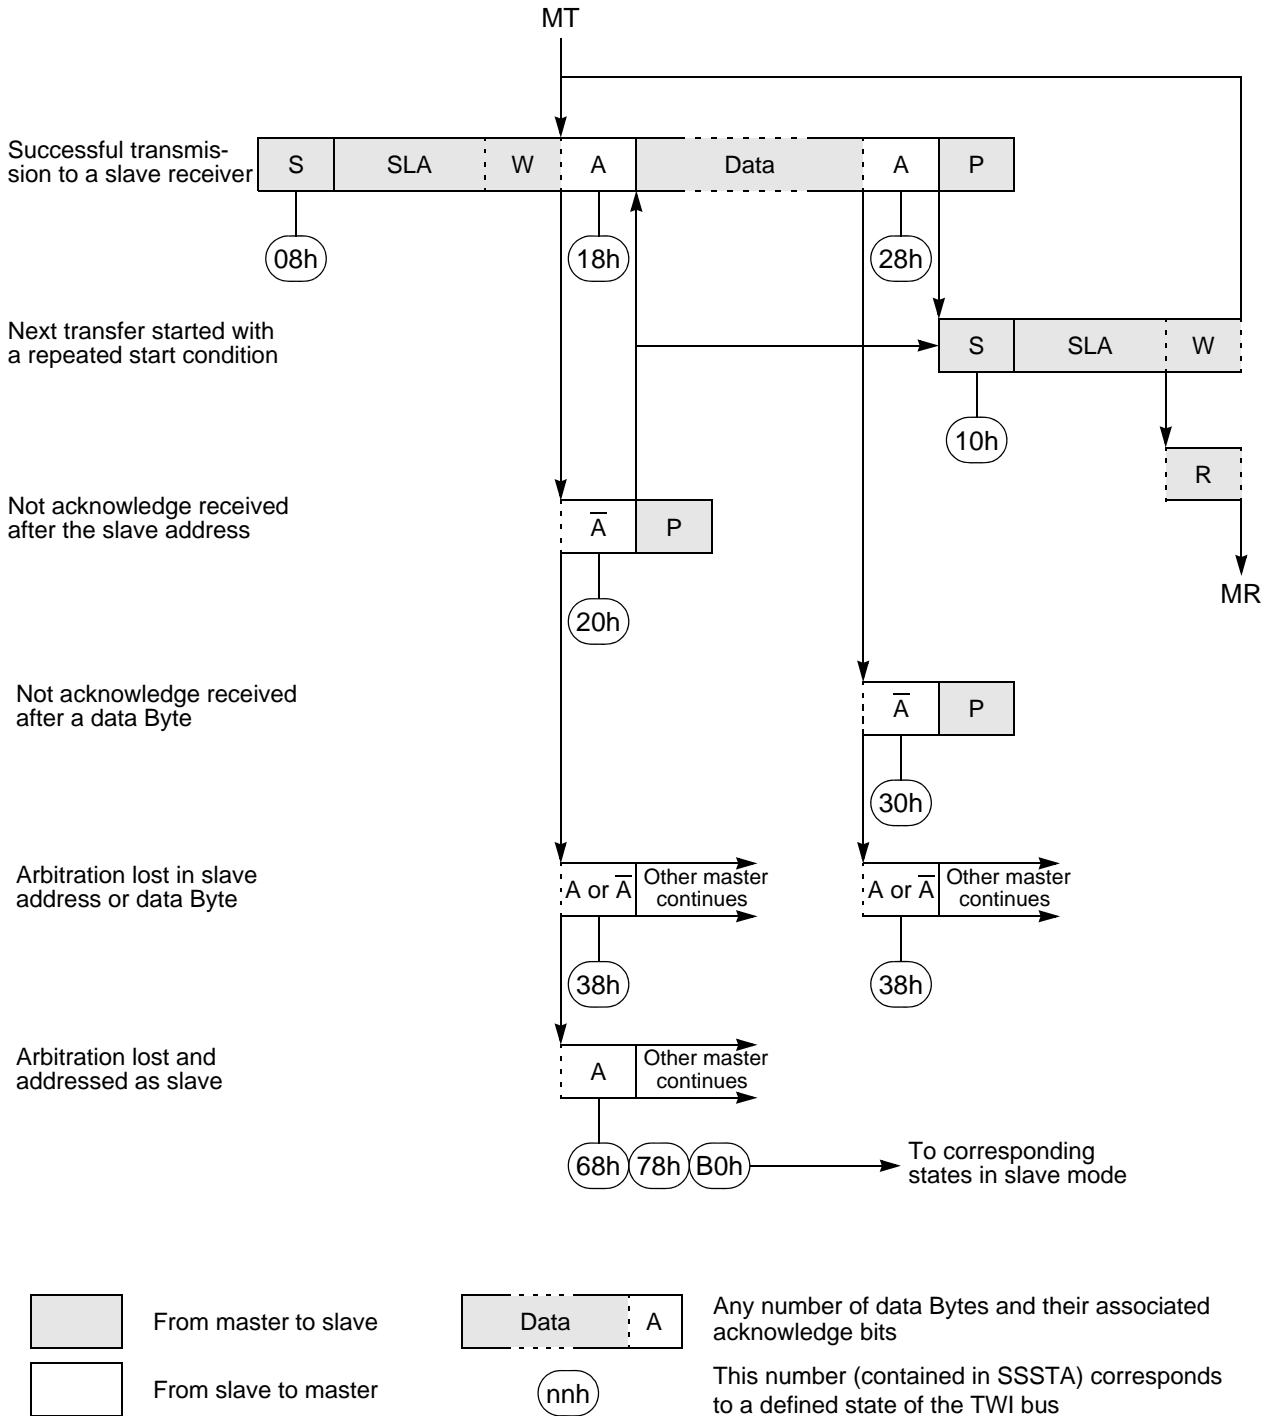 MT
Successful transmis-
sion to a slave receiver
S SLA W A Data A P
08h 18h 28h
Next transfer started with
a repeated start condition
S SLA W
10h
R
MR
Not acknowledge received
after the slave address
A̅ P
20h
Not acknowledge received
after a data Byte
A̅ P
30h
Arbitration lost in slave
address or data Byte
A or A̅ Other master
continues
A or A̅ Other master
continues
38h 38h
Arbitration lost and
addressed as slave
A Other master
continues
68h 78h B0h
To corresponding
states in slave mode
From master to slave
Data A
Any number of data Bytes and their associated
acknowledge bits
From slave to master
nnh
This number (contained in SSSTA) corresponds
to a defined state of the TWI bus